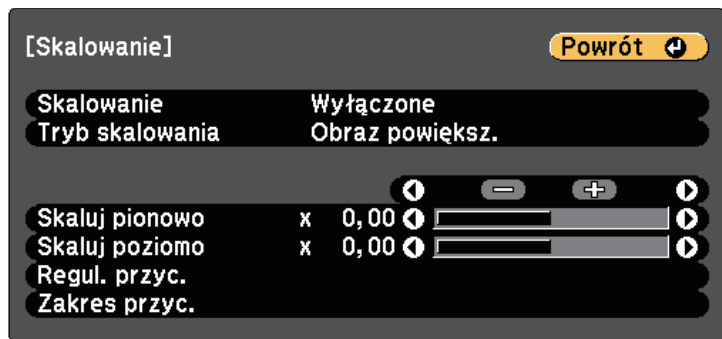 [Skalowanie] Powrót
Skalowanie Wyłączone
Tryb skalowania Obraz powiększ.
Skaluj pionowo x 0,00
Skaluj poziomo x 0,00
Regul. przyc.
Zakres przyc.